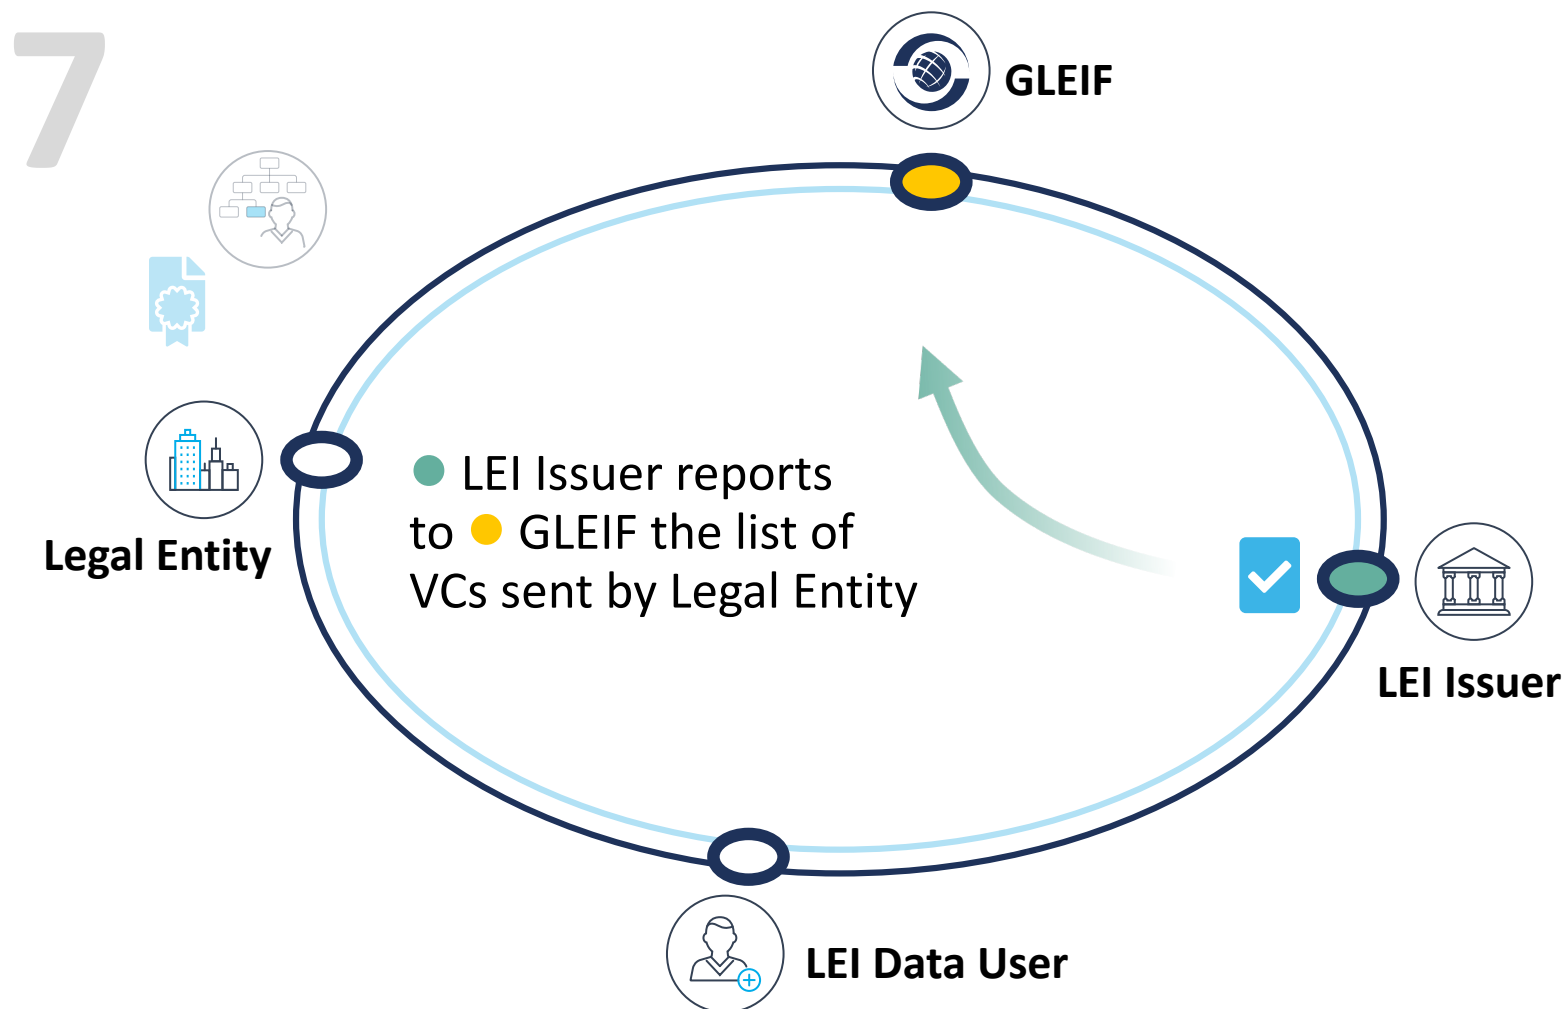 7
GLEIF
LEI Issuer reports
to GLEIF the list of
VCs sent by Legal Entity
Legal Entity
LEI Issuer
LEI Data User